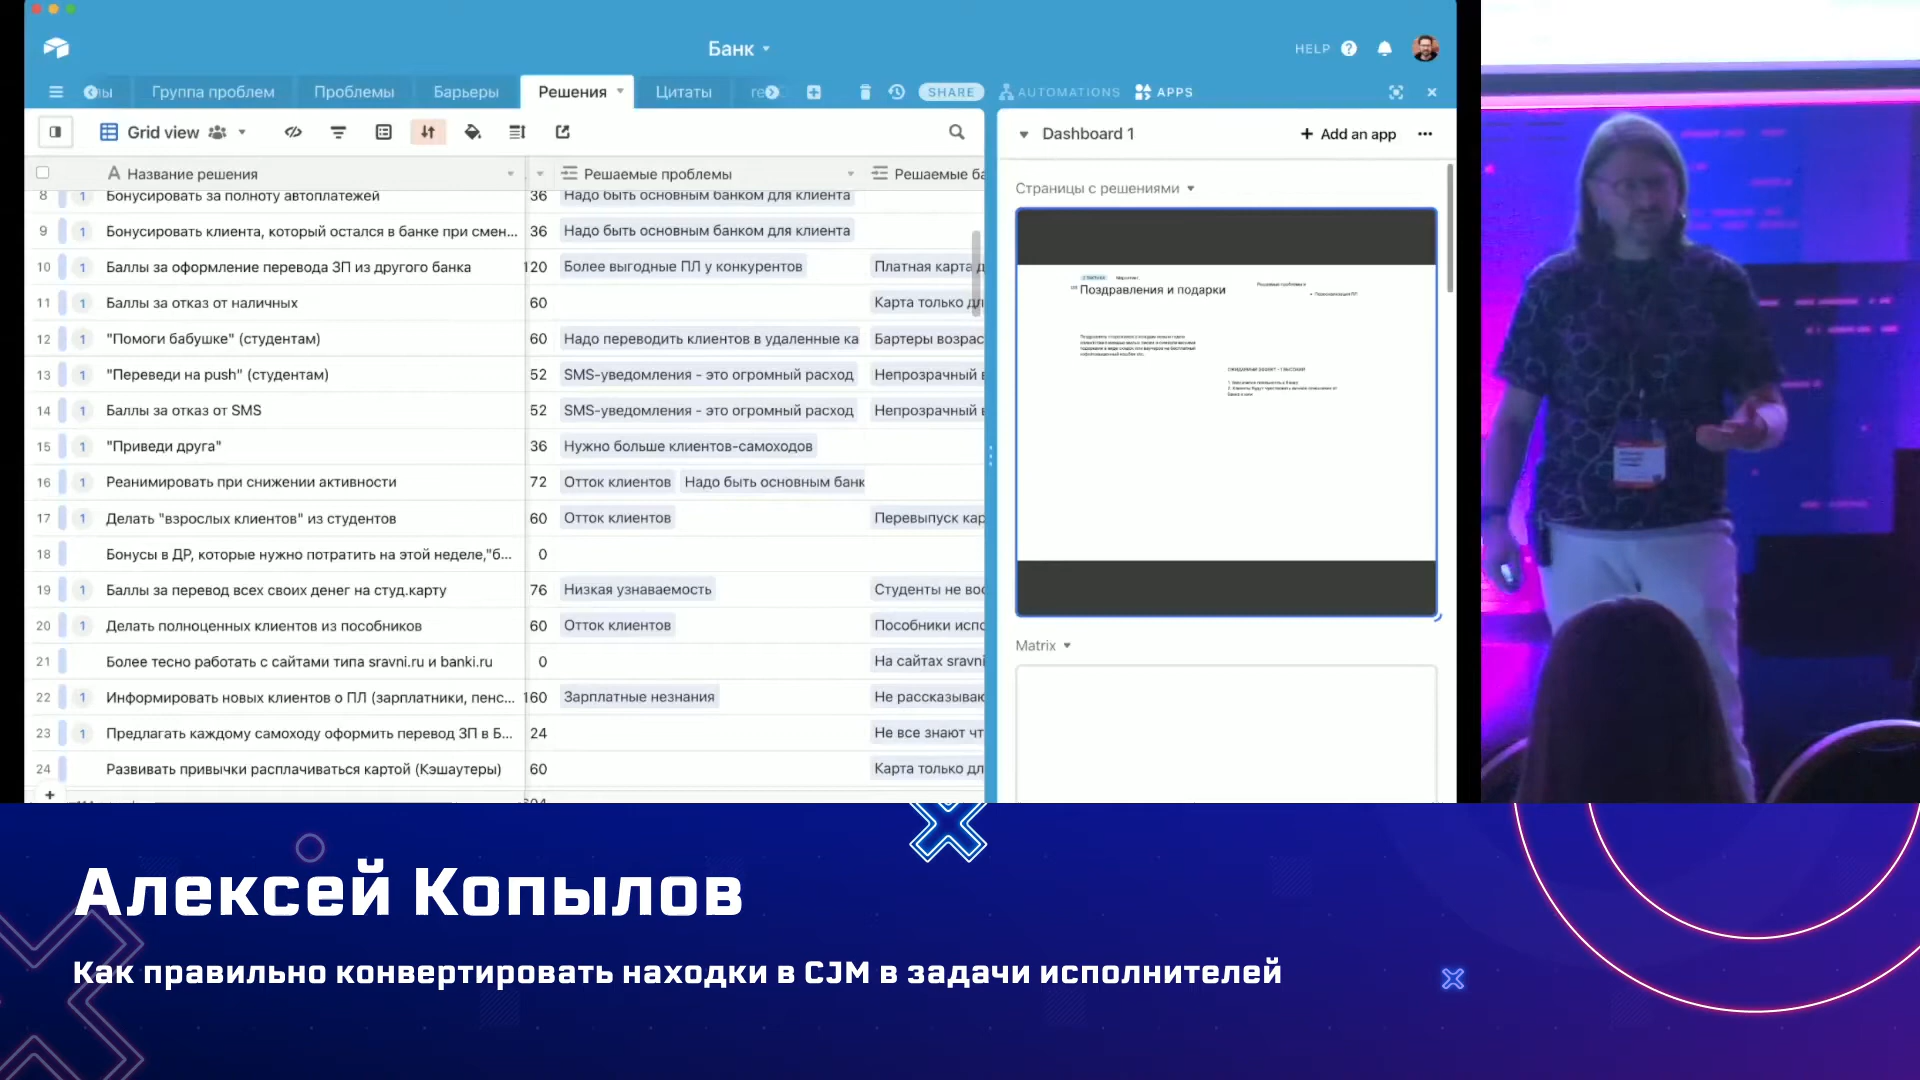 Банк
HELP
Группа проблем
Проблемы
Барьеры
Решения
Цитаты
SHARE
AUTOMATIONS
APPS
Grid view
Dashboard 1
Add an app
Название решения
Решаемые проблемы
Страницы с решениями
8 1 Бонусировать за полноту автоплатежей 36 Надо быть основным банком для клиента
9 1 Бонусировать клиента, который остался в банке при смен... 36 Надо быть основным банком для клиента
10 1 Баллы за оформление перевода ЗП из другого банка 120 Более выгодные ПЛ у конкурентов Платная карта д
11 1 Баллы за отказ от наличных 60 Карта только дл
12 1 "Помоги бабушке" (студентам) 60 Надо переводить клиентов в удаленные ка Бартеры возрас
13 1 "Переведи на push" (студентам) 52 SMS-уведомления - это огромный расход Непрозрачный
14 1 Баллы за отказ от SMS 52 SMS-уведомления - это огромный расход Непрозрачный
15 1 "Приведи друга" 36 Нужно больше клиентов-самоходов
16 1 Реанимировать при снижении активности 72 Отток клиентов Надо быть основным банк
17 1 Делать "взрослых клиентов" из студентов 60 Отток клиентов Перевыпуск кар
18 Бонусы в ДР, которые нужно потратить на этой неделе,"б... 0
19 1 Баллы за перевод всех своих денег на студ.карту 76 Низкая узнаваемость Студенты не вос
20 1 Делать полноценных клиентов из пособников 60 Отток клиентов Пособники испо
21 Более тесно работать с сайтами типа sravni.ru и banki.ru 0 На сайтах sravni
22 1 Информировать новых клиентов о ПЛ (зарплатники, пенс... 160 Зарплатные незнания Не рассказываю
23 1 Предлагать каждому самоходу оформить перевод ЗП в Б... 24 Не все знают чт
24 Развивать привычки расплачиваться картой (Кэшаутеры) 60 Карта только дл
Поздравления и подарки
Matrix
Алексей Копылов
Как правильно конвертировать находки в CJM в задачи исполнителей